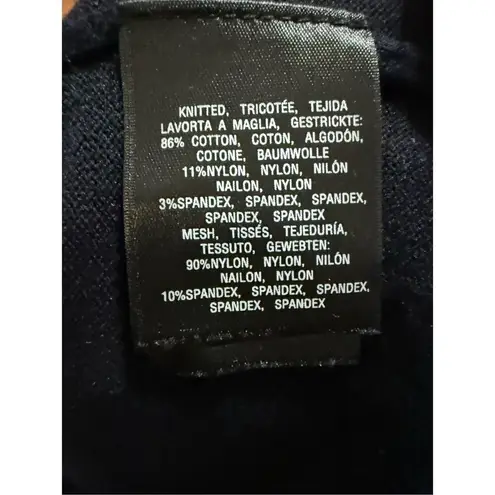 KNITTED, TRICOTÉE, TEJIDA
LAVORTA A MAGLIA, GESTRICKTE:
86% COTTON, COTON, ALGODÓN,
COTONE, BAUMWOLLE
11%NYLON, NYLON, NILÓN
NAILON, NYLON
3%SPANDEX, SPANDEX, SPANDEX,
SPANDEX, SPANDEX
MESH, TISSÉS, TEJEDURÍA,
TESSUTO, GEWEBTEN:
90%NYLON, NYLON, NILÓN
NAILON, NYLON
10%SPANDEX, SPANDEX, SPANDEX,
SPANDEX, SPANDEX